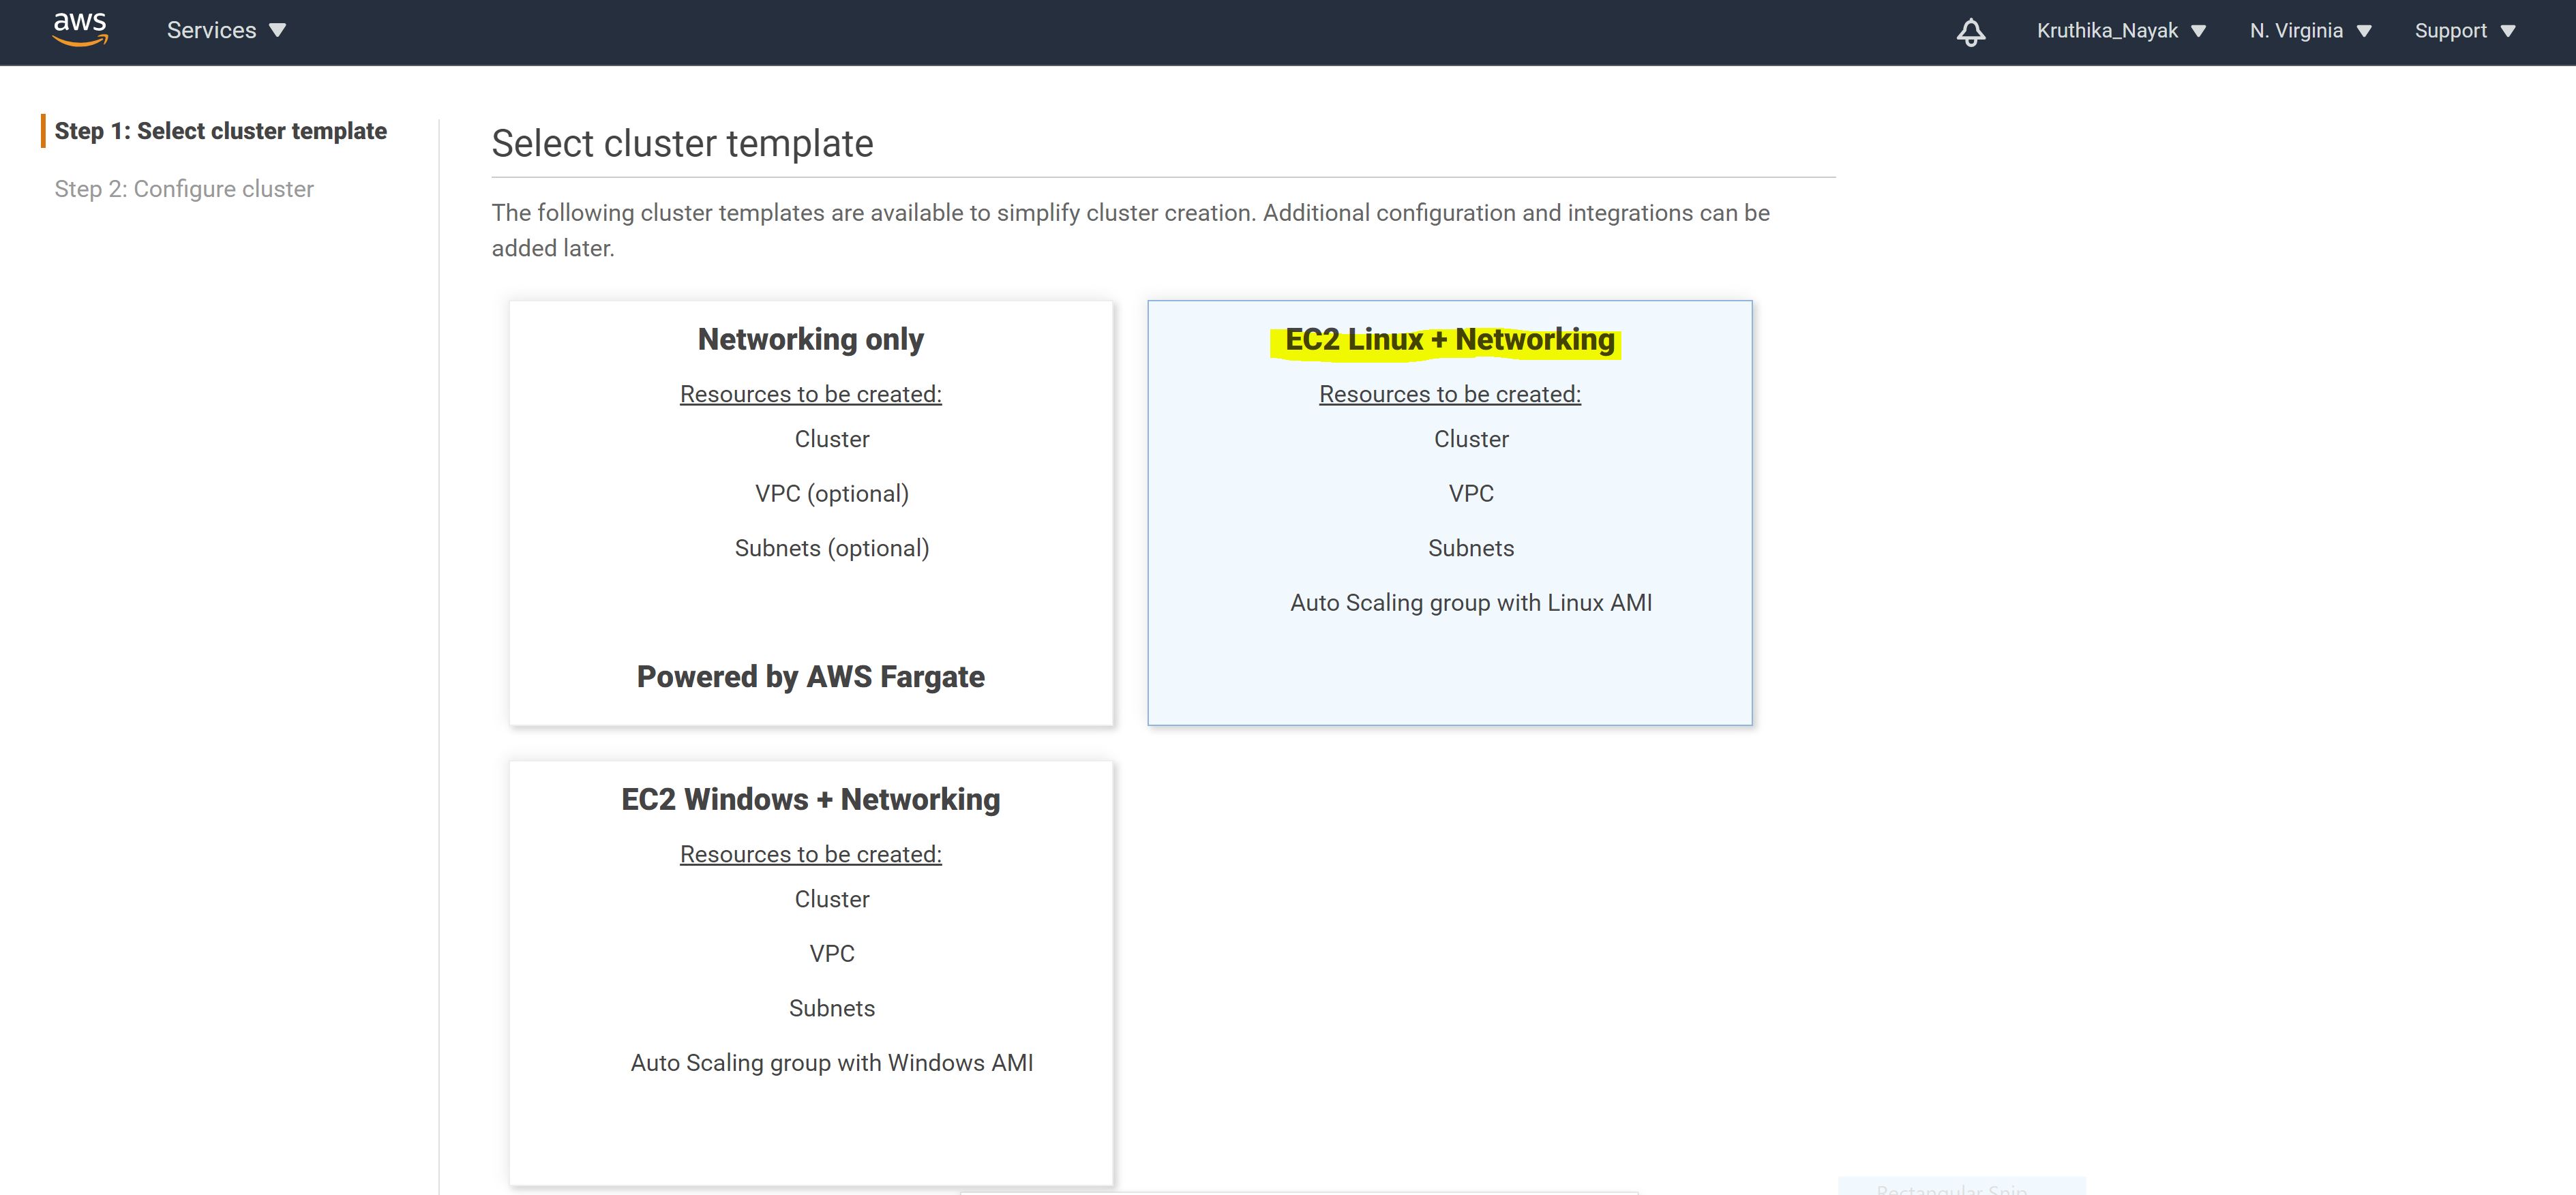 aws
Services
Kruthika_Nayak
N. Virginia
Support
Step 1: Select cluster template
Step 2: Configure cluster
Select cluster template
The following cluster templates are available to simplify cluster creation. Additional configuration and integrations can be
added later.
Networking only
Resources to be created:
Cluster
VPC (optional)
Subnets (optional)
Powered by AWS Fargate
EC2 Linux + Networking
Resources to be created:
Cluster
VPC
Subnets
Auto Scaling group with Linux AMI
EC2 Windows + Networking
Resources to be created:
Cluster
VPC
Subnets
Auto Scaling group with Windows AMI
Rectangular Snip